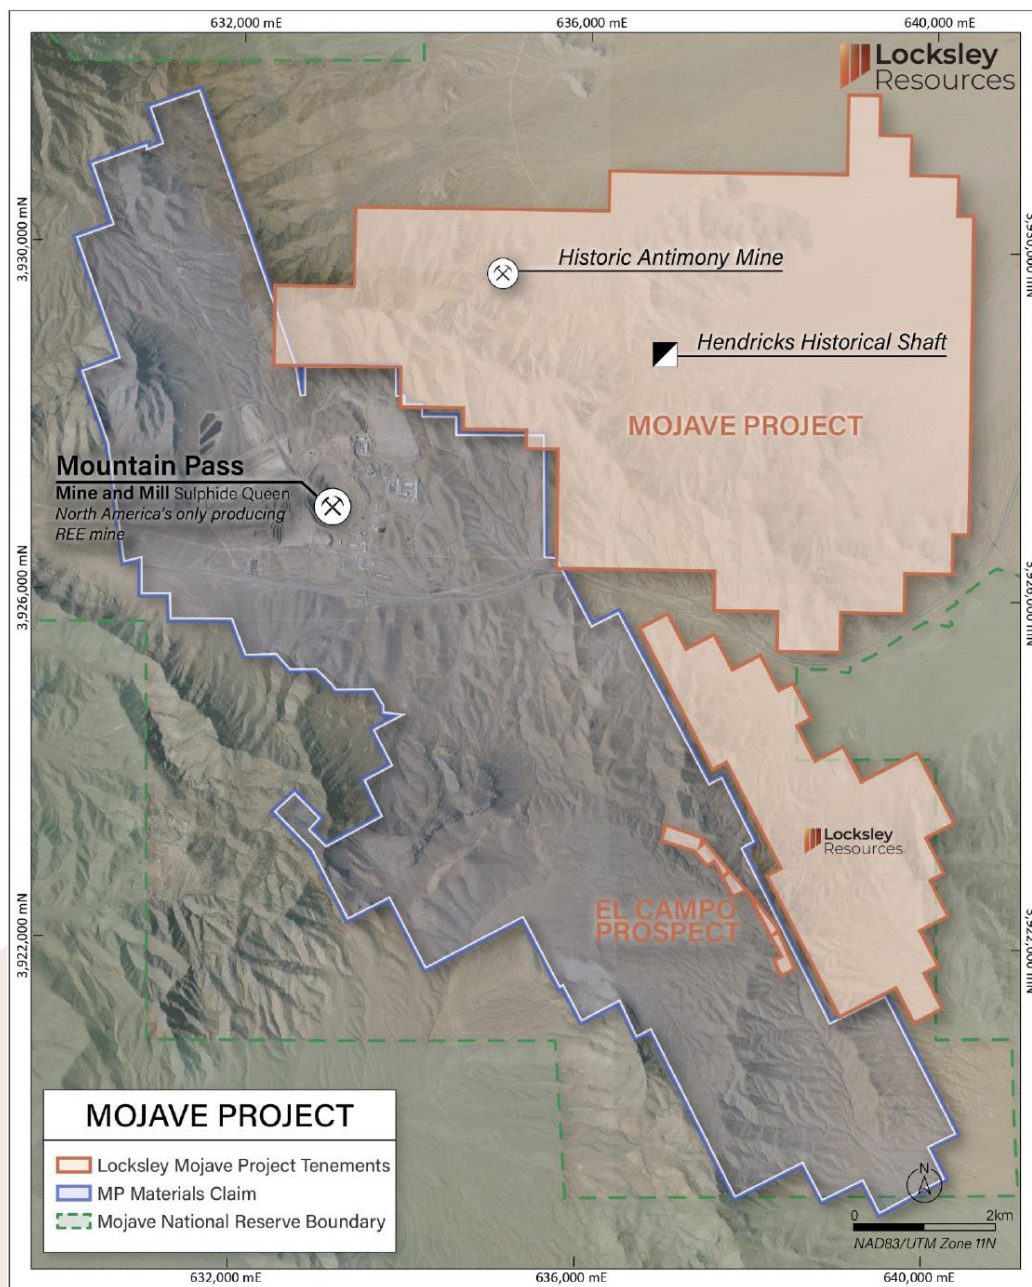 632,000 mE
636,000 mE
640,000 mE
Locksley
Resources
3,930,000 mN
3,930,000 mN
Historic Antimony Mine
Hendricks Historical Shaft
MOJAVE PROJECT
Mountain Pass
Mine and Mill Sulphide Queen
North America's only producing
REE mine
3,926,000 mN
3,926,000 mN
Locksley
Resources
EL CAMPO
PROSPECT
3,922,000 mN
3,922,000 mN
MOJAVE PROJECT
Locksley Mojave Project Tenements
MP Materials Claim
Mojave National Reserve Boundary
N
0
2km
NAD83/UTM Zone 11N
632,000 mE
636,000 mE
640,000 mE